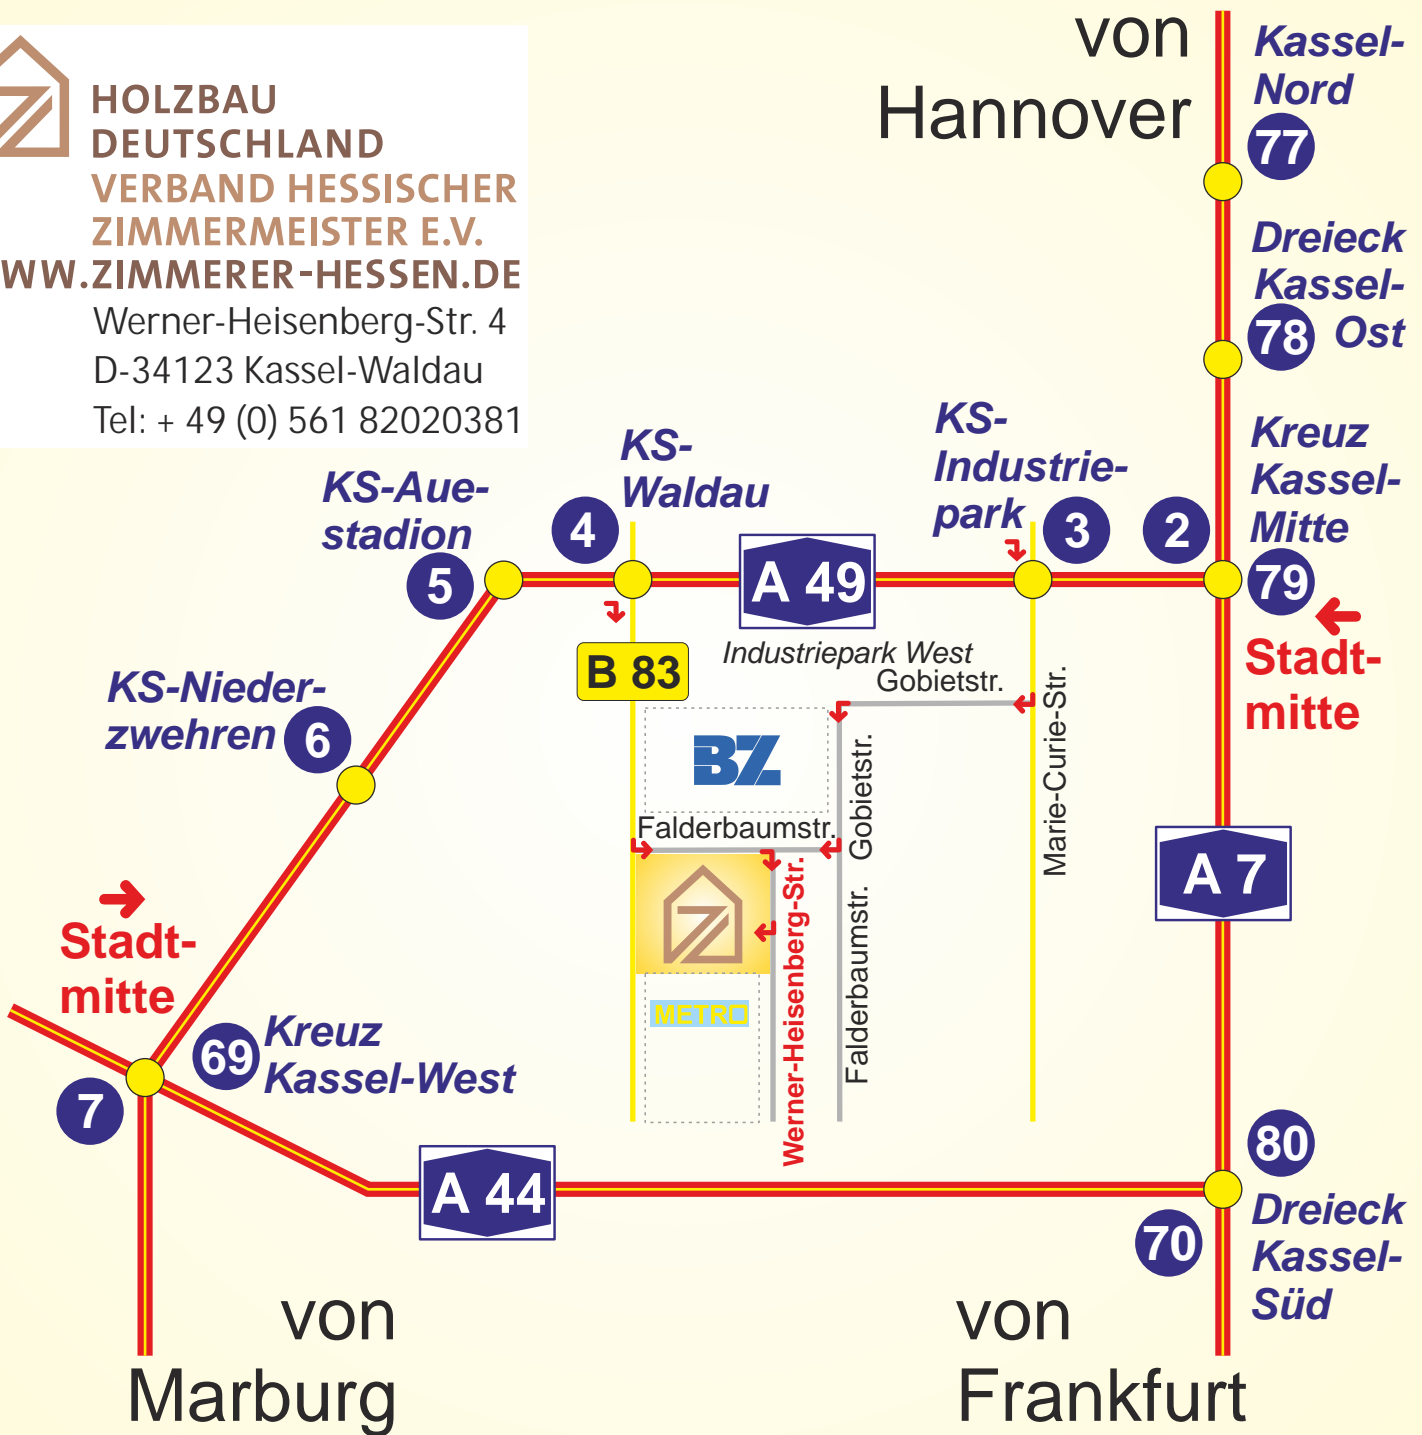 HOLZBAU
DEUTSCHLAND
VERBAND HESSISCHER
ZIMMERMEISTER E.V.
WW.ZIMMERER-HESSEN.DE
Werner-Heisenberg-Str. 4
D-34123 Kassel-Waldau
Tel: + 49 (0) 561 82020381
von
Hannover
Kassel-
Nord
77
Dreieck
Kassel-
78 Ost
Kreuz
Kassel-
Mitte
79
Stadt-
mitte
KS-
Industrie-
park
3
2
KS-
Waldau
4
KS-Aue-
stadion
5
A 49
B 83
Industriepark West
Gobietstr.
BZ
Gobietstr.
Marie-Curie-Str.
Falderbaumstr.
Werner-Heisenberg-Str.
Falderbaumstr.
METRO
KS-Nieder-
zwehren 6
A 7
Stadt-
mitte
69
Kreuz
Kassel-West
7
A 44
80
70
Dreieck
Kassel-
Süd
von
Marburg
von
Frankfurt